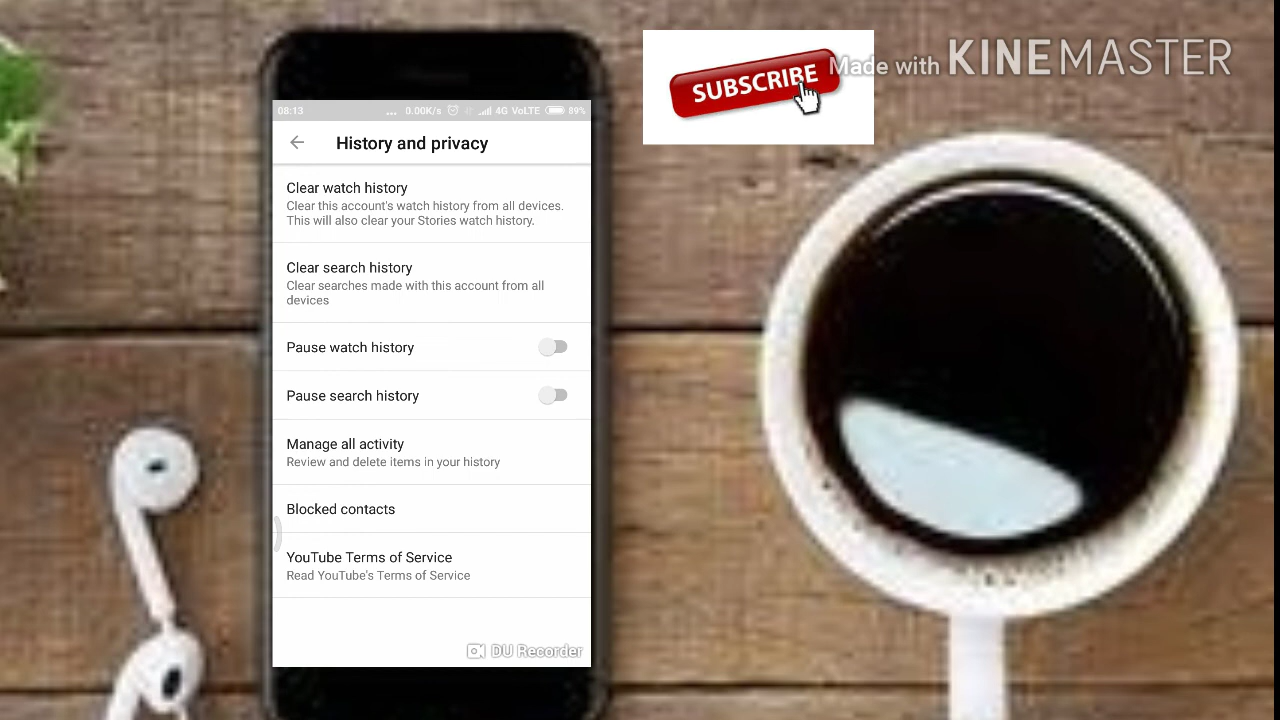 SUBSCRIBE
Made with KINEMASTER
08:13 ... 0.00K/s 4G VoLTE 89%
History and privacy
Clear watch history
Clear this account's watch history from all devices.
This will also clear your Stories watch history.
Clear search history
Clear searches made with this account from all
devices
Pause watch history
Pause search history
Manage all activity
Review and delete items in your history
Blocked contacts
YouTube Terms of Service
Read YouTube's Terms of Service
DU Recorder